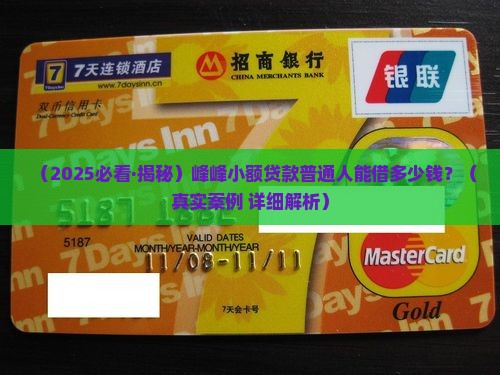 7 7天连锁酒店
www.7daysinn.cn
招商银行
CHINA MERCHANTS BANK
银联
双币信用卡
Dual-Currency Credit Card
7Days Inn
（2025必看·揭秘）峰峰小额贷款普通人能借多少钱？（
真实案例 详细解析）
5187
5187
VALID DATES
MONTH/YEAR-MONTH/YEAR
11/08-11/11
MasterCard
7天会卡号
Gold